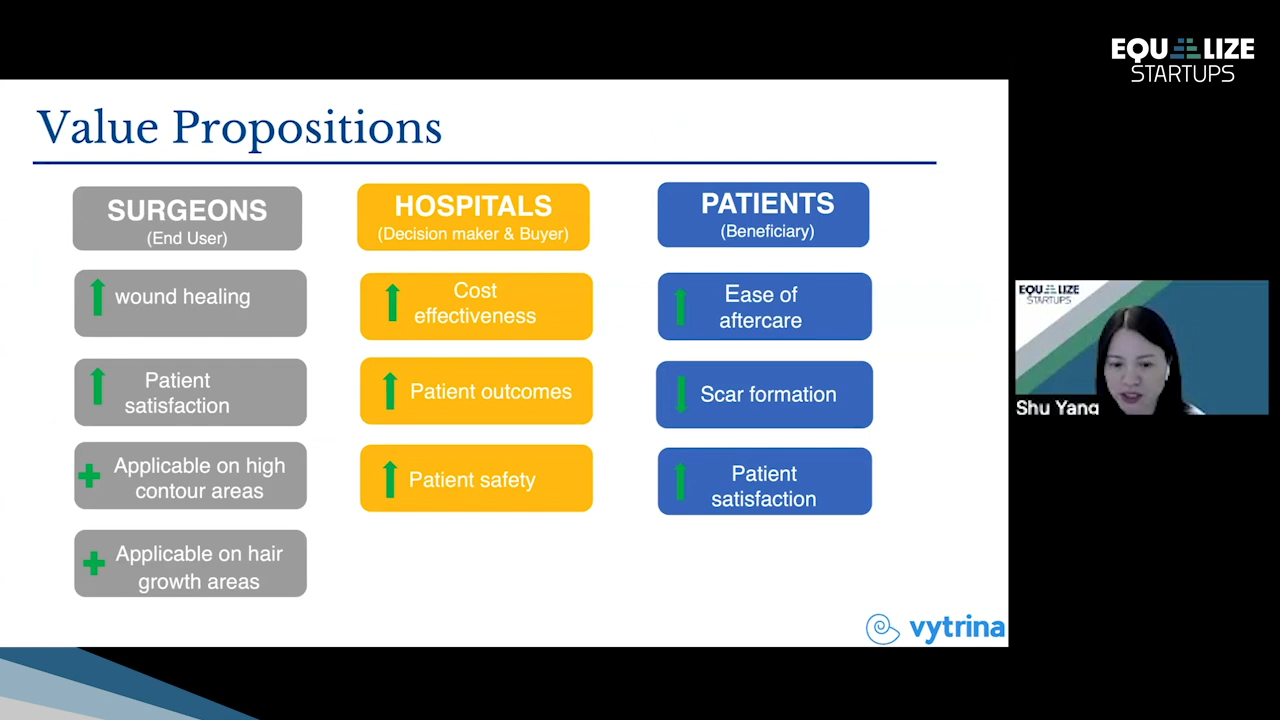 EQUALIZE
STARTUPS
Value Propositions
SURGEONS
(End User)
wound healing
Patient
satisfaction
Applicable on high
contour areas
Applicable on hair
growth areas
HOSPITALS
(Decision maker & Buyer)
Cost
effectiveness
Patient outcomes
Patient safety
PATIENTS
(Beneficiary)
Ease of
aftercare
Scar formation
Patient
satisfaction
vytrina
EQUALIZE
STARTUPS
Shu Yang